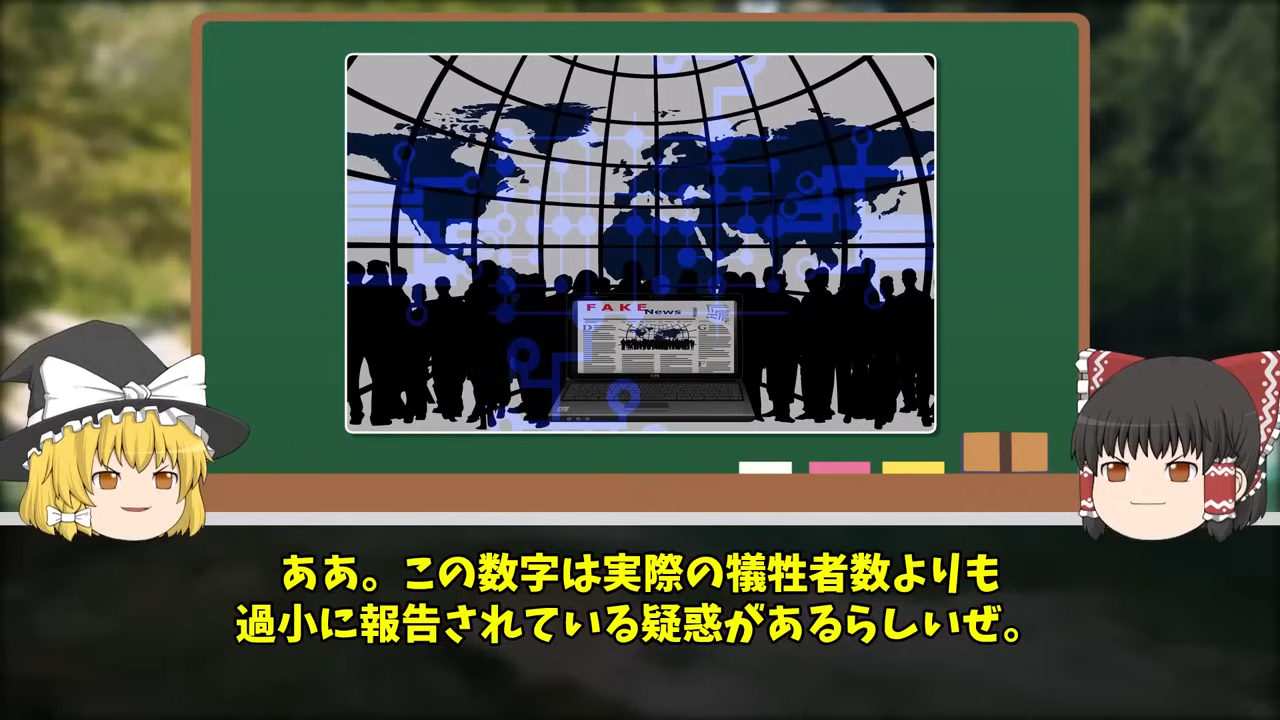 FAKE News
D
G
ああ。この数字は実際の犠牲者数よりも
過小に報告されている疑惑があるらしいぜ。